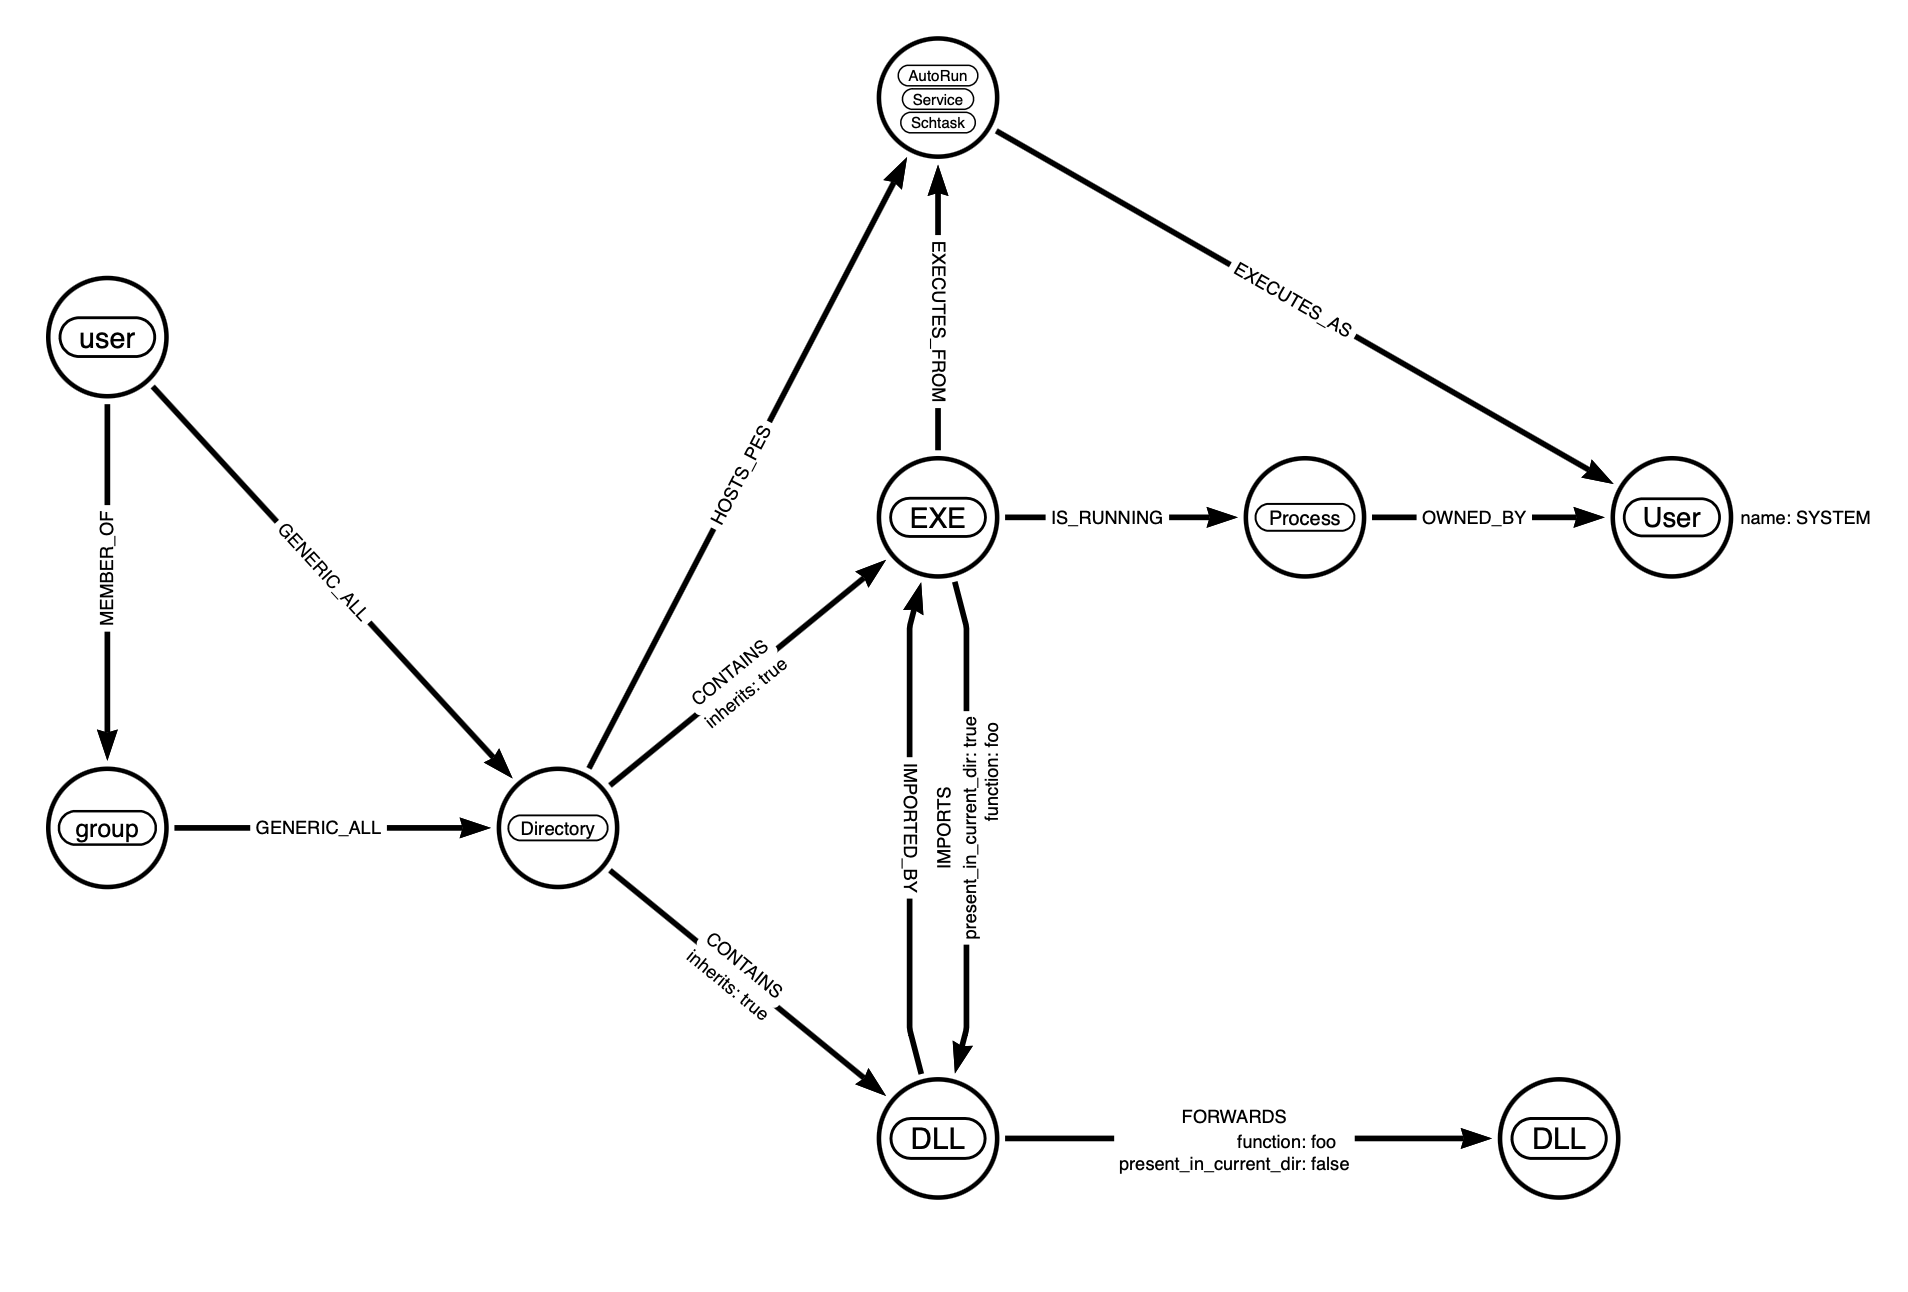 AutoRun
Service
Schtask
EXECUTES_AS
EXECUTES_FROM
user
MEMBER_OF
GENERIC_ALL
HOSTS_PES
EXE
IS_RUNNING
Process
OWNED_BY
User
name: SYSTEM
CONTAINS
inherits: true
group
GENERIC_ALL
Directory
IMPORTED_BY
IMPORTS
present_in_current_dir: true
function: foo
CONTAINS
inherits: true
DLL
FORWARDS
function: foo
present_in_current_dir: false
DLL